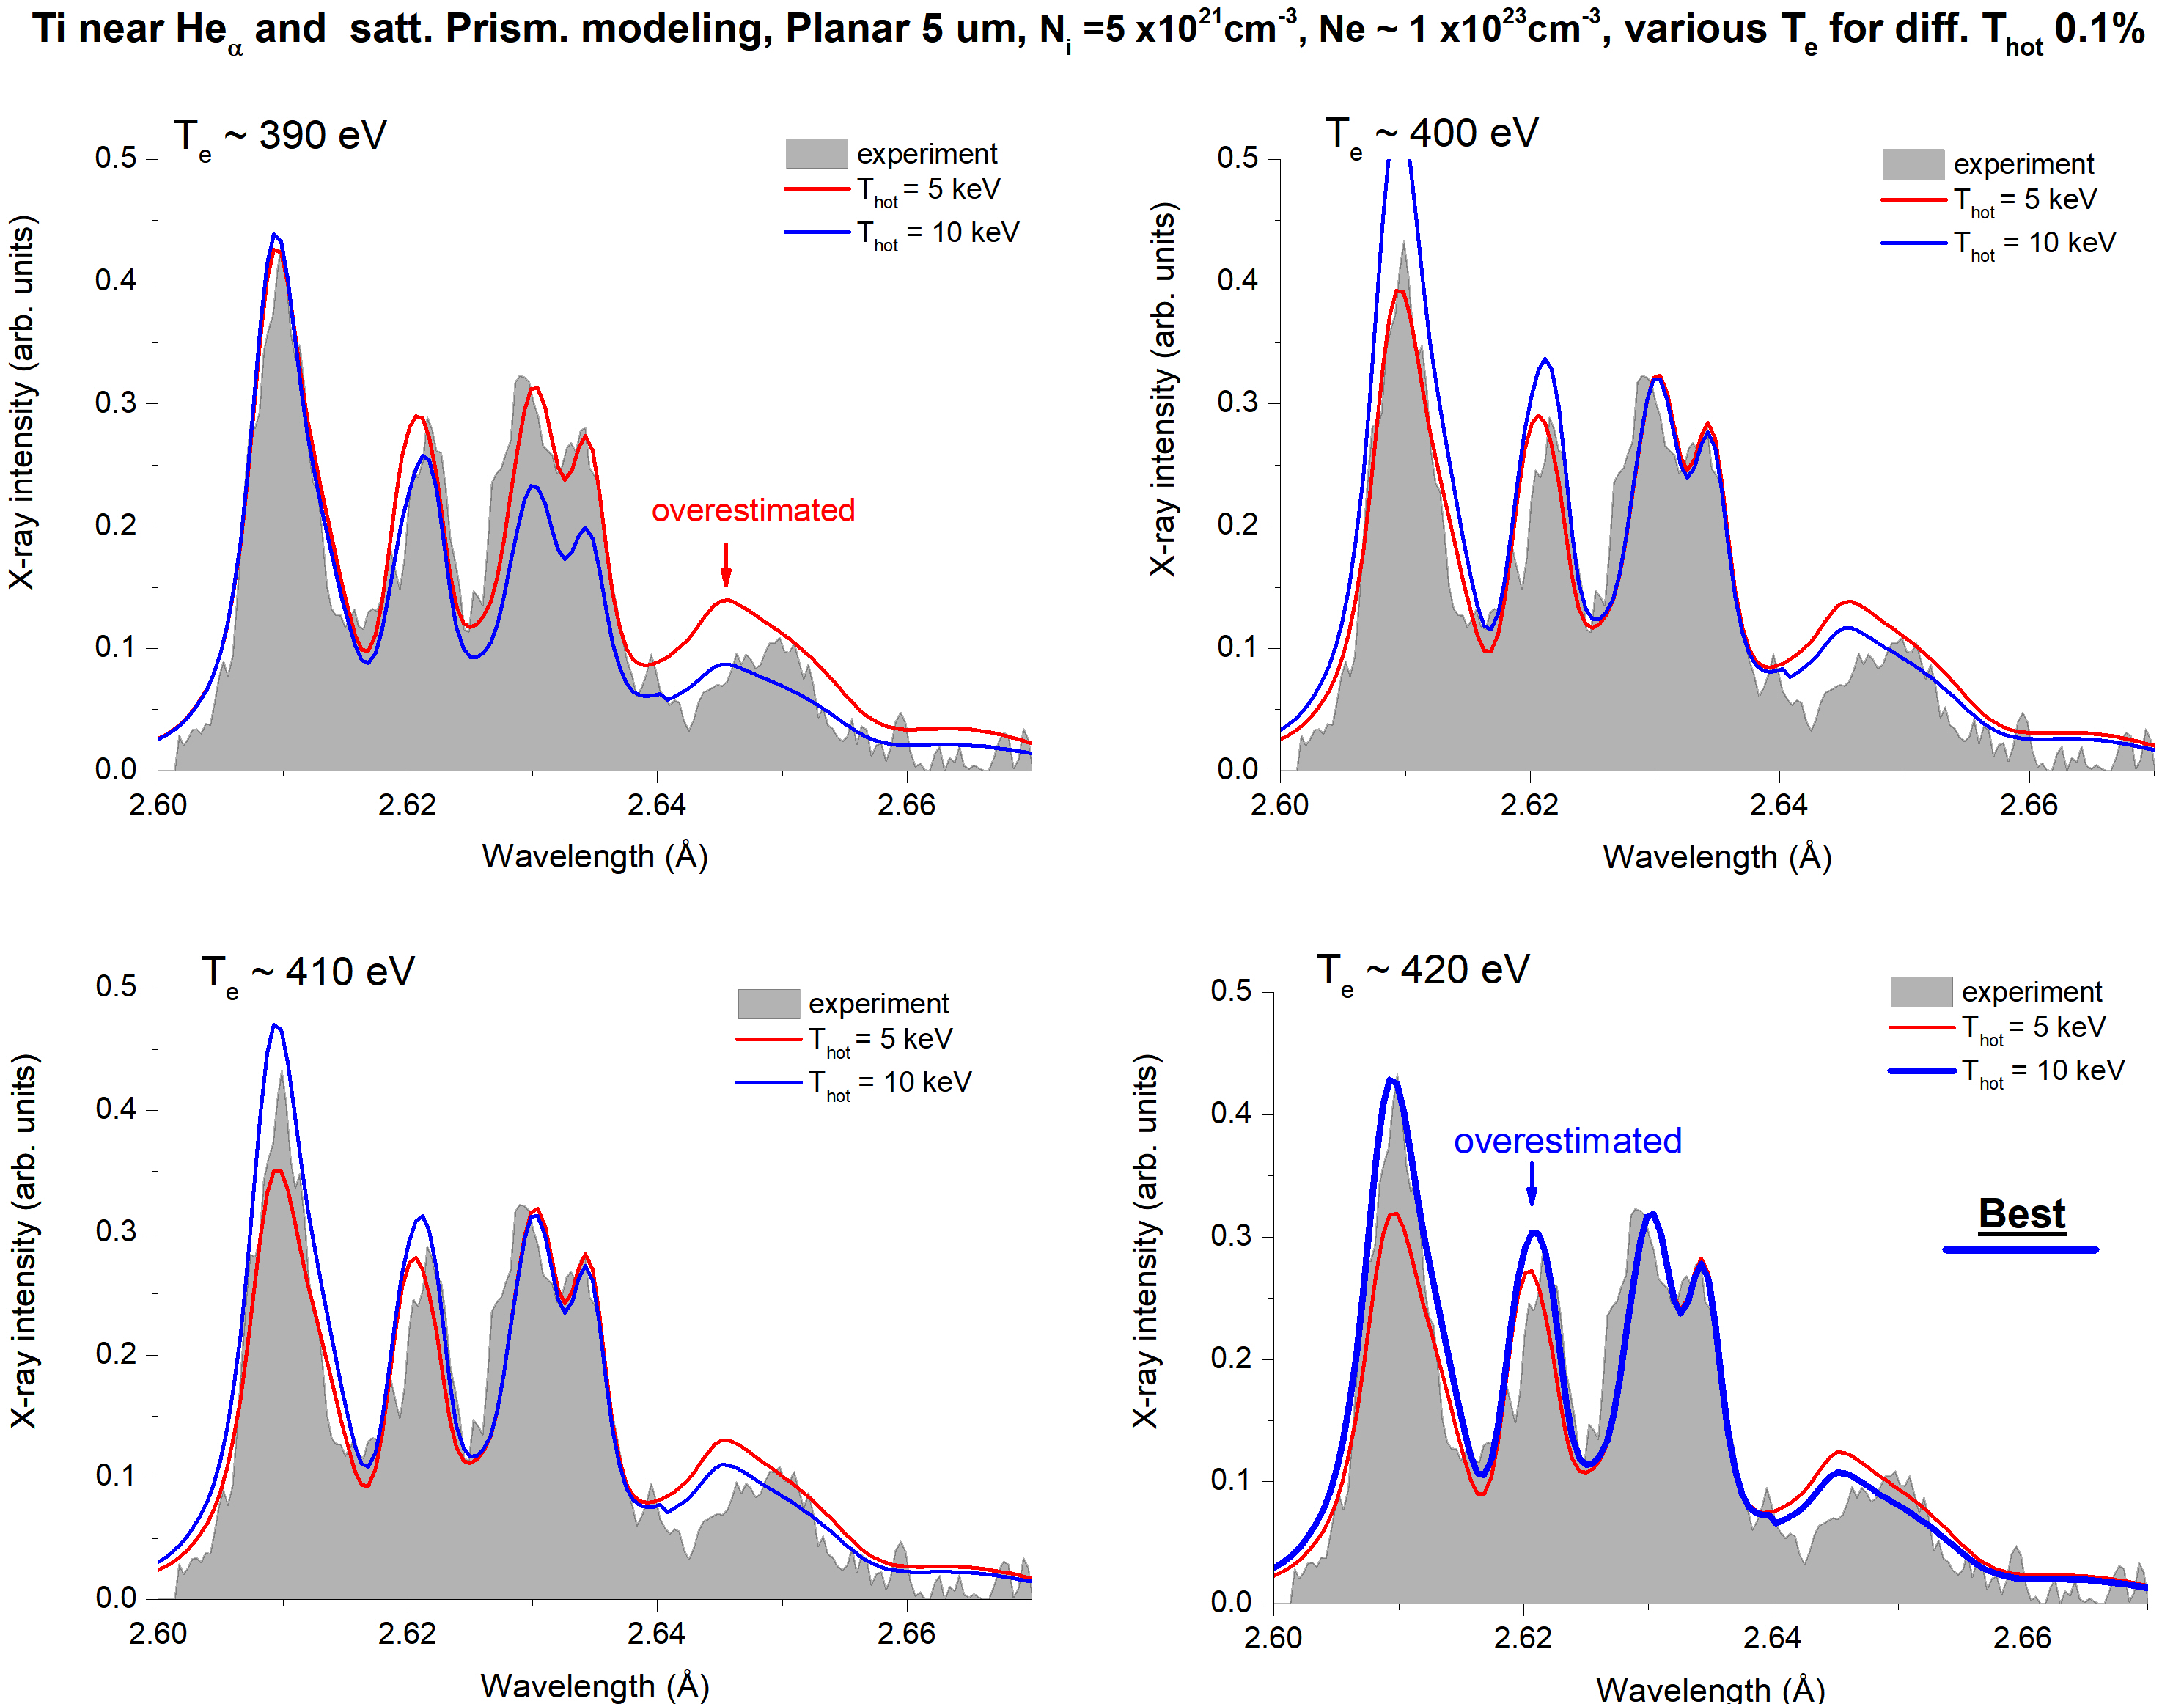 Ti near Heα and satt. Prism. modeling, Planar 5 um, Ni =5 x10²¹cm⁻³, Ne ~ 1 x10²³cm⁻³, various Te for diff. Thot 0.1%
Te ~ 390 eV
experiment
Thot = 5 keV
Thot = 10 keV
overestimated
X-ray intensity (arb. units)
0.5
0.4
0.3
0.2
0.1
0.0
2.60 2.62 2.64 2.66
Wavelength (Å)
Te ~ 400 eV
experiment
Thot = 5 keV
Thot = 10 keV
X-ray intensity (arb. units)
0.5
0.4
0.3
0.2
0.1
0.0
2.60 2.62 2.64 2.66
Wavelength (Å)
Te ~ 410 eV
experiment
Thot = 5 keV
Thot = 10 keV
X-ray intensity (arb. units)
0.5
0.4
0.3
0.2
0.1
0.0
2.60 2.62 2.64 2.66
Wavelength (Å)
Te ~ 420 eV
experiment
Thot = 5 keV
Thot = 10 keV
overestimated
Best
X-ray intensity (arb. units)
0.5
0.4
0.3
0.2
0.1
0.0
2.60 2.62 2.64 2.66
Wavelength (Å)